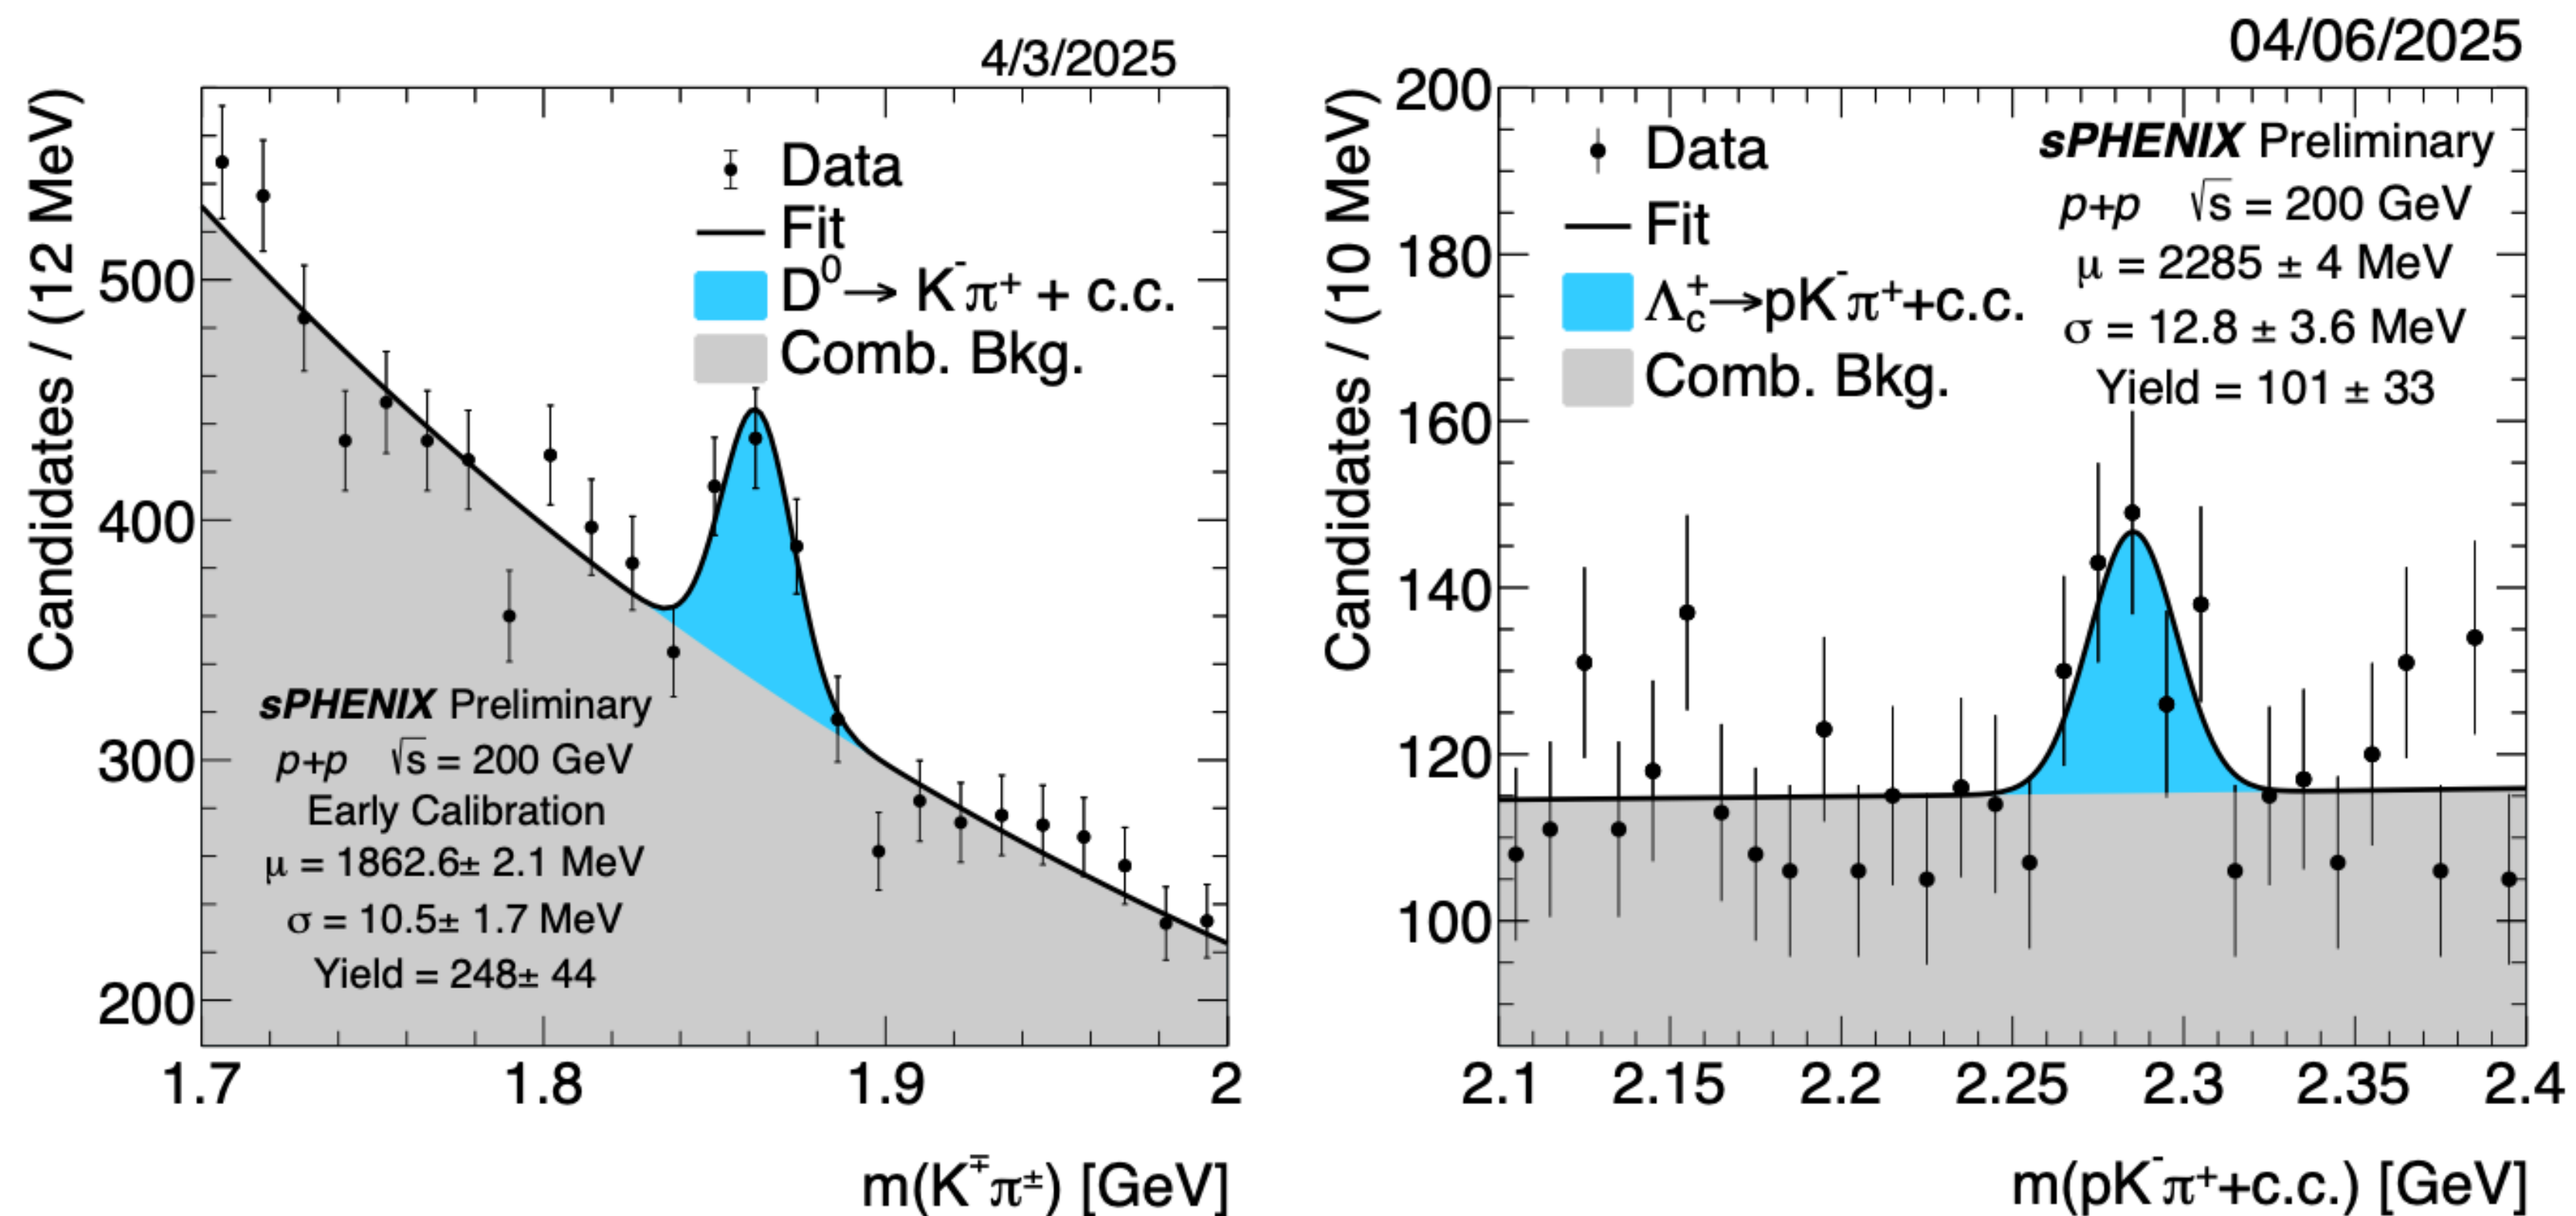 4/3/2025
Candidates / (12 MeV)
500
400
300
200
Data
Fit
D⁰→ K⁻π⁺ + c.c.
Comb. Bkg.
sPHENIX Preliminary
p+p √s = 200 GeV
Early Calibration
μ = 1862.6± 2.1 MeV
σ = 10.5± 1.7 MeV
Yield = 248± 44
1.7 1.8 1.9 2
m(K∓π±) [GeV]
04/06/2025
Candidates / (10 MeV)
200
180
160
140
120
100
Data
Fit
Λc⁺→pK⁻π⁺+c.c.
Comb. Bkg.
sPHENIX Preliminary
p+p √s = 200 GeV
μ = 2285 ± 4 MeV
σ = 12.8 ± 3.6 MeV
Yield = 101 ± 33
2.1 2.15 2.2 2.25 2.3 2.35 2.4
m(pK⁻π⁺+c.c.) [GeV]